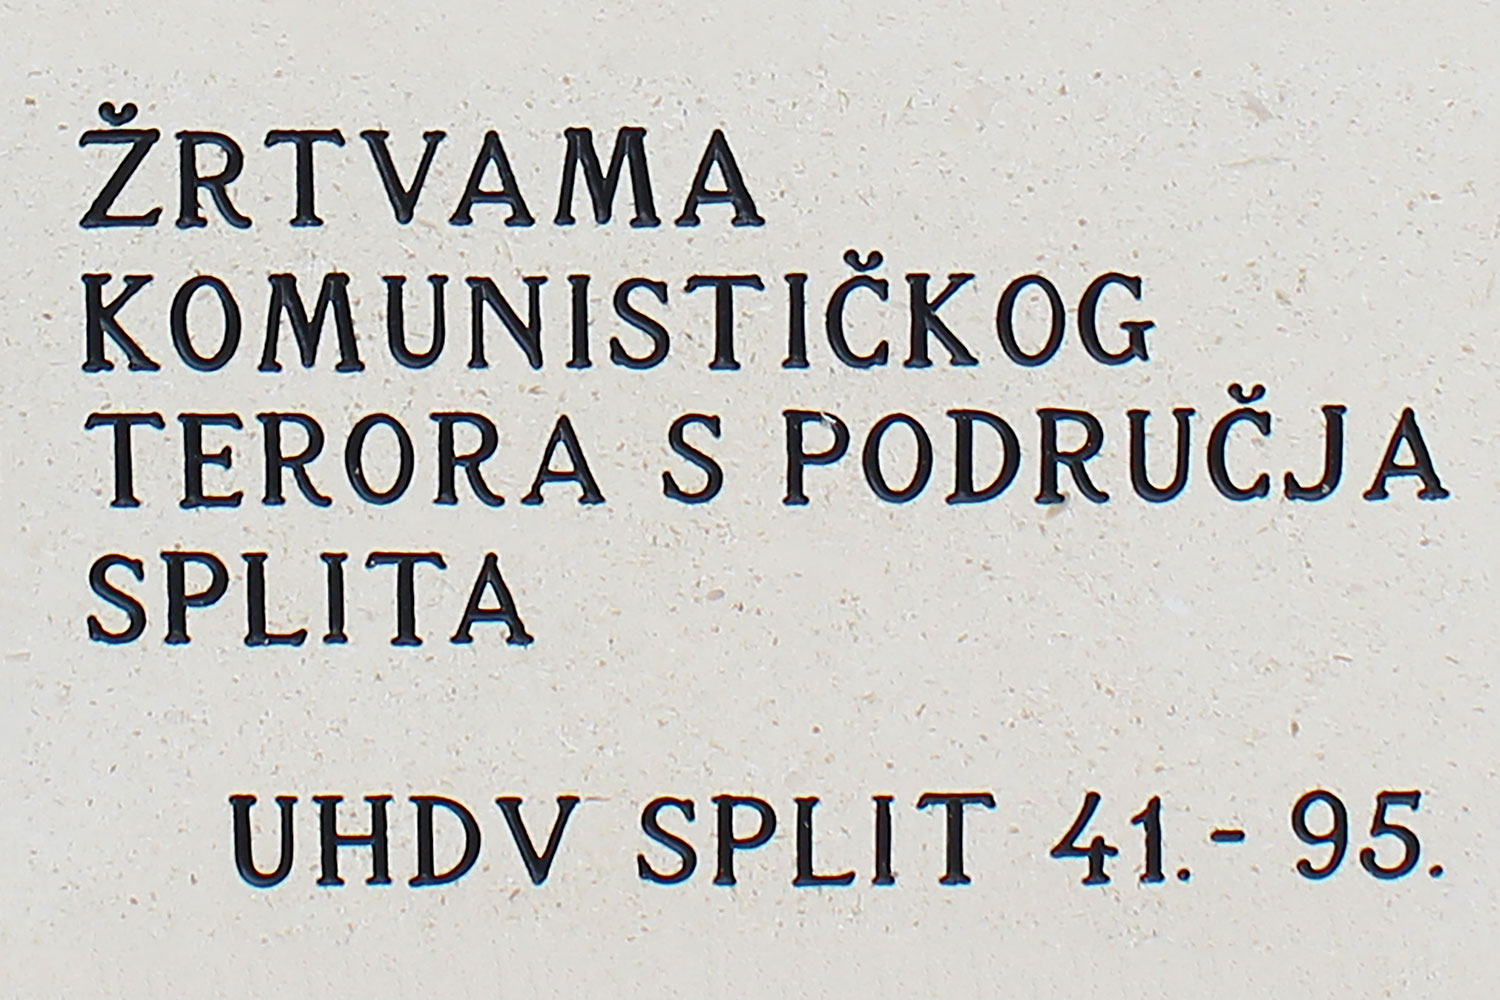 ŽRTVAMA
KOMUNISTIČKOG
TERORA S PODRUČJA
SPLITA
UHDV SPLIT 41.- 95.